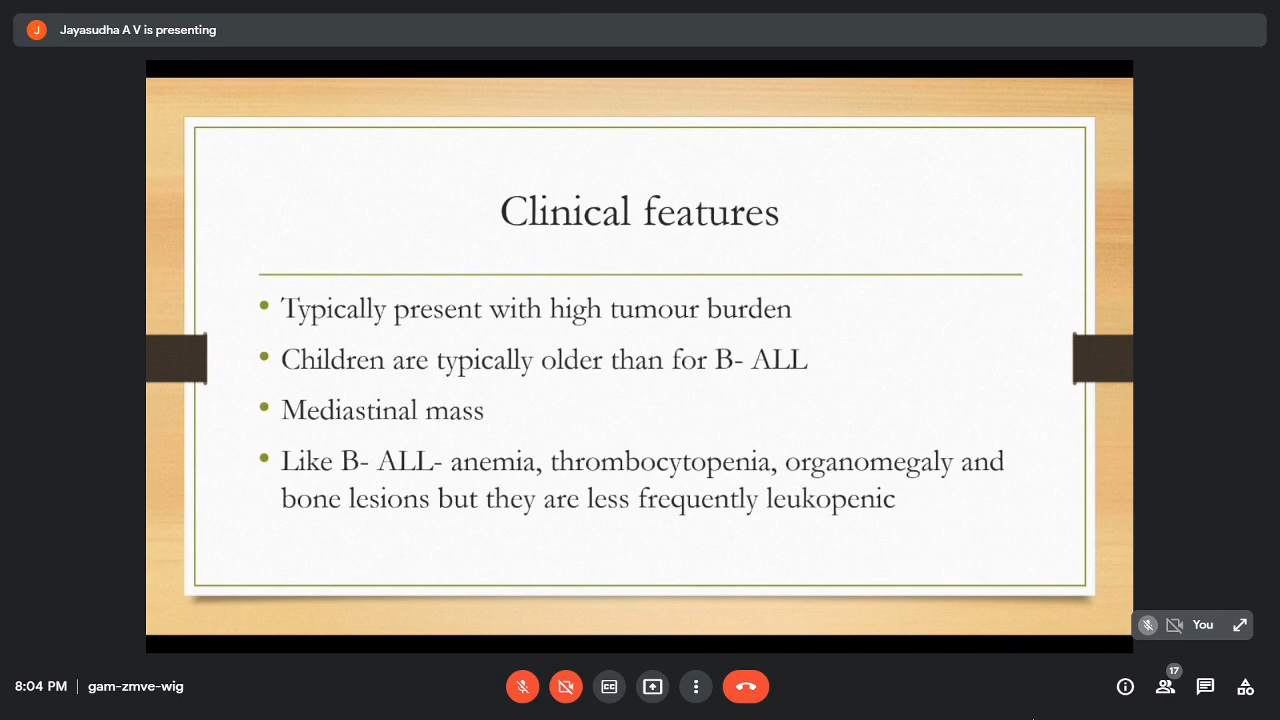 J Jayasudha A V is presenting
Clinical features
• Typically present with high tumour burden
• Children are typically older than for B- ALL
• Mediastinal mass
• Like B- ALL- anemia, thrombocytopenia, organomegaly and
bone lesions but they are less frequently leukopenic
You
17
8:04 PM | gam-zmve-wig
CC